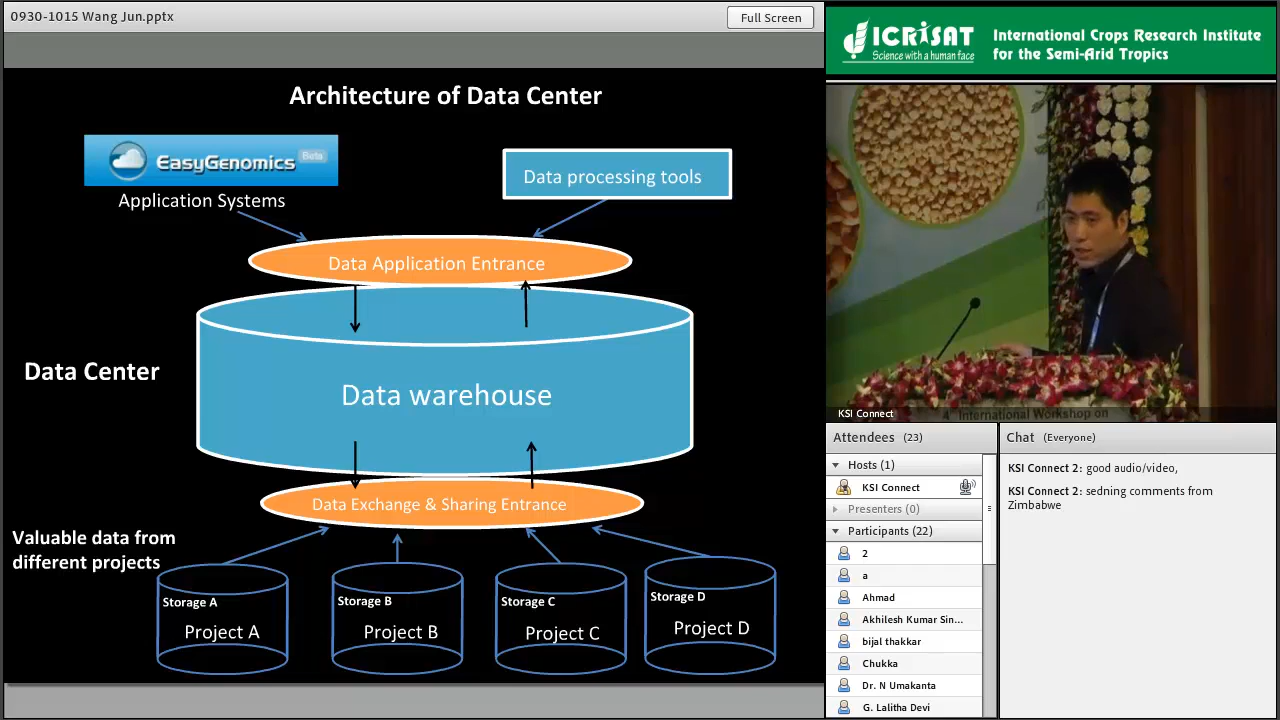 0930-1015 Wang Jun.pptx
Full Screen
Architecture of Data Center
EasyGenomics Beta
Application Systems
Data processing tools
Data Application Entrance
Data Center
Data warehouse
Data Exchange & Sharing Entrance
Valuable data from
different projects
Storage A
Project A
Storage B
Project B
Storage C
Project C
Storage D
Project D
ICRISAT
Science with a human face
International Crops Research Institute
for the Semi-Arid Tropics
KSI Connect
4 International Workshop on
Attendees (23)
Hosts (1)
KSI Connect
Presenters (0)
Participants (22)
2
a
Ahmad
Akhilesh Kumar Sin...
bijal thakkar
Chukka
Dr. N Umakanta
G. Lalitha Devi
Chat (Everyone)
KSI Connect 2: good audio/video,
KSI Connect 2: sedning comments from
Zimbabwe